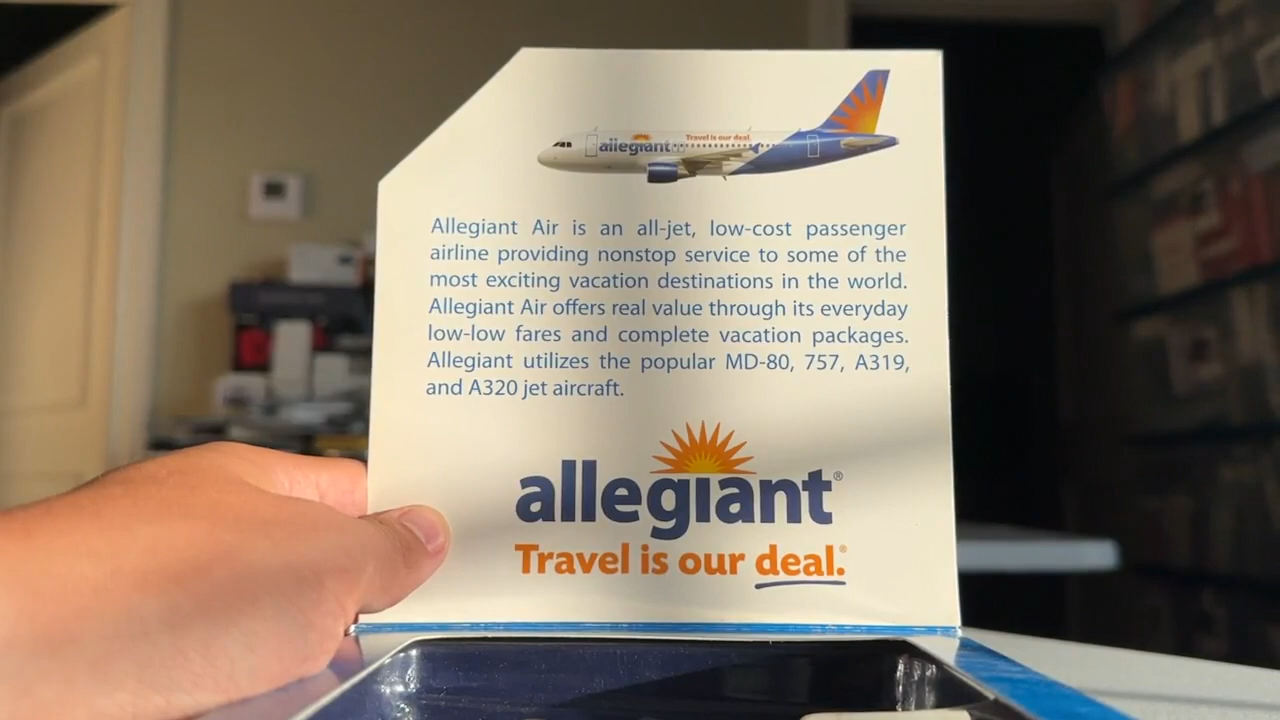 allegiant Travel is our deal.
Allegiant Air is an all-jet, low-cost passenger
airline providing nonstop service to some of the
most exciting vacation destinations in the world.
Allegiant Air offers real value through its everyday
low-low fares and complete vacation packages.
Allegiant utilizes the popular MD-80, 757, A319,
and A320 jet aircraft.
allegiant®
Travel is our deal.®